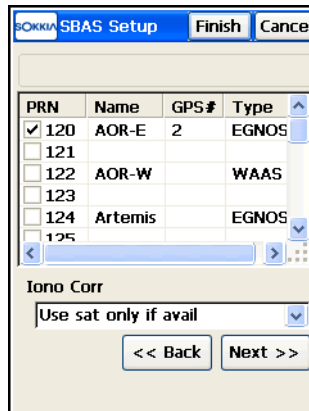 SOKKIA SBAS Setup Finish Cance
PRN Name GPS# Type
120 AOR-E 2 EGNOS
121
122 AOR-W WAAS
123
124 Artemis EGNOS
125
Iono Corr
Use sat only if avail
<< Back Next >>